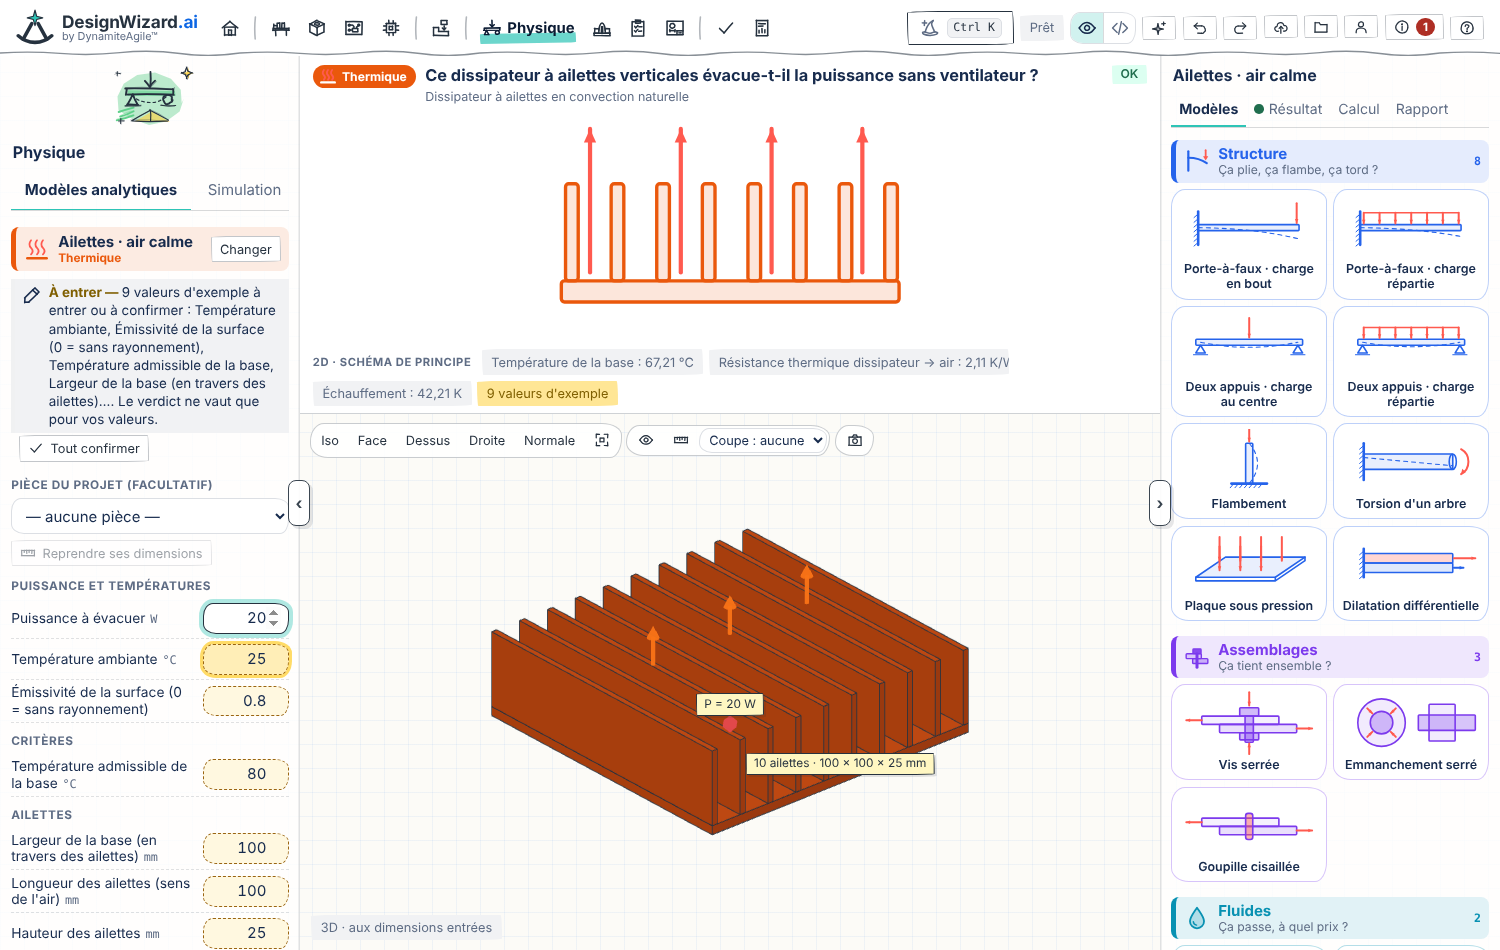 DesignWizard.ai
by DynamiteAgile™
Physique
Ctrl K
Prêt
1
Physique
Modèles analytiques
Simulation
Ailettes · air calme
Thermique
Changer
À entrer — 9 valeurs d'exemple à
entrer ou à confirmer : Température
ambiante, Émissivité de la surface
(0 = sans rayonnement),
Température admissible de la base,
Largeur de la base (en travers des
ailettes).... Le verdict ne vaut que
pour vos valeurs.
Tout confirmer
PIÈCE DU PROJET (FACULTATIF)
— aucune pièce —
Reprendre ses dimensions
PUISSANCE ET TEMPÉRATURES
Puissance à évacuer W
20
Température ambiante °C
25
Émissivité de la surface (0
= sans rayonnement)
0.8
CRITÈRES
Température admissible de
la base °C
80
AILETTES
Largeur de la base (en
travers des ailettes) mm
100
Longueur des ailettes (sens
de l'air) mm
100
Hauteur des ailettes mm
25
Thermique
Ce dissipateur à ailettes verticales évacue-t-il la puissance sans ventilateur ?
Dissipateur à ailettes en convection naturelle
OK
2D · SCHÉMA DE PRINCIPE
Température de la base : 67,21 °C
Résistance thermique dissipateur → air : 2,11 K/W
Échauffement : 42,21 K
9 valeurs d'exemple
Iso
Face
Dessus
Droite
Normale
Coupe : aucune
P = 20 W
10 ailettes · 100 × 100 × 25 mm
3D · aux dimensions entrées
Ailettes · air calme
Modèles
Résultat
Calcul
Rapport
Structure
Ça plie, ça flambe, ça tord ?
8
Porte-à-faux · charge
en bout
Porte-à-faux · charge
répartie
Deux appuis · charge
au centre
Deux appuis · charge
répartie
Flambement
Torsion d'un arbre
Plaque sous pression
Dilatation différentielle
Assemblages
Ça tient ensemble ?
3
Vis serrée
Emmanchement serré
Goupille cisaillée
Fluides
Ça passe, à quel prix ?
2